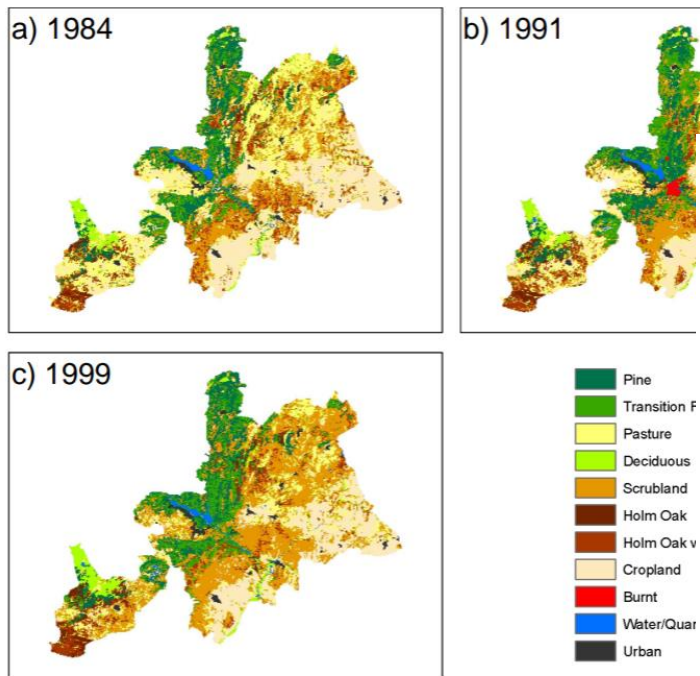 a) 1984
b) 1991
c) 1999
Pine
Transition F
Pasture
Deciduous
Scrubland
Holm Oak
Holm Oak
Cropland
Burnt
Water/Quar
Urban